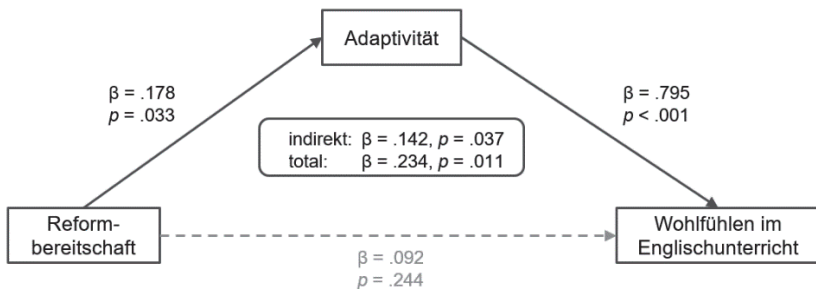 Adaptivität
β = .178
p = .033
β = .795
p < .001
indirekt: β = .142, p = .037
total: β = .234, p = .011
Reform-
bereitschaft
Wohlfühlen im
Englischunterricht
β = .092
p = .244